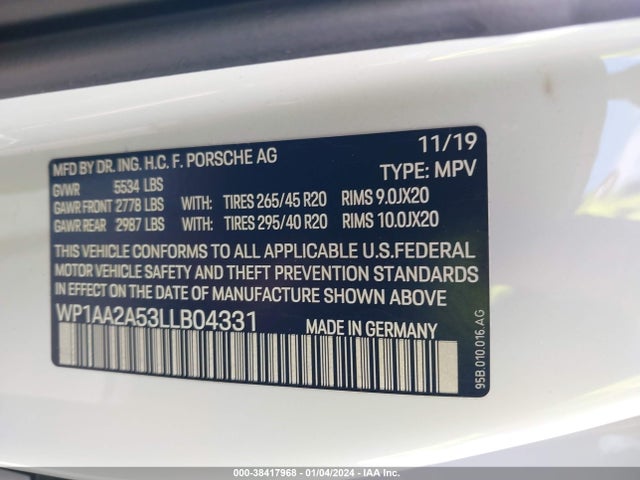 MFD BY DR. ING. H.C. F. PORSCHE AG 11/19
GVWR 5534 LBS TYPE: MPV
GAWR FRONT 2778 LBS WITH: TIRES 265/45 R20 RIMS 9.0JX20
GAWR REAR 2987 LBS WITH: TIRES 295/40 R20 RIMS 10.0JX20
THIS VEHICLE CONFORMS TO ALL APPLICABLE U.S.FEDERAL
MOTOR VEHICLE SAFETY AND THEFT PREVENTION STANDARDS
IN EFFECT ON THE DATE OF MANUFACTURE SHOWN ABOVE
WP1AA2A53LLB04331 MADE IN GERMANY
95B.010.016.AG
000-38417968 - 01/04/2024 - IAA Inc.